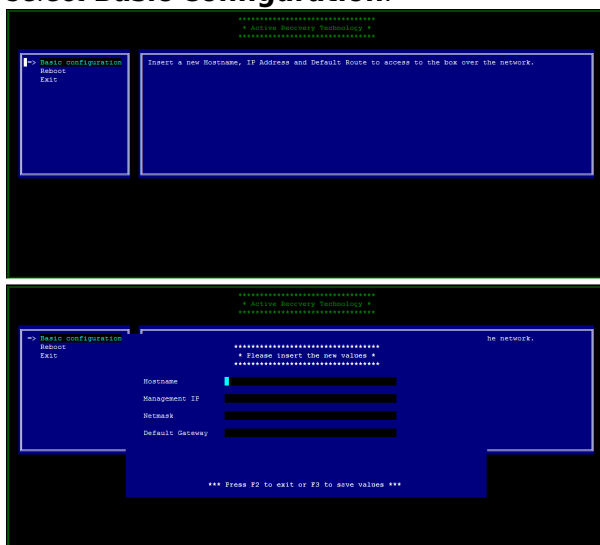 Select Basic Configuration.
*******************************
* Active Recovery Technology *
*******************************
=> Basic configuration
Reboot
Exit
Insert a new Hostname, IP Address and Default Route to access to the box over the network.
*******************************
* Active Recovery Technology *
*******************************
=> Basic configuration
Reboot
Exit
he network.
*********************************
* Please insert the new values *
*********************************
Hostname
Management IP
Netmask
Default Gateway
*** Press F2 to exit or F3 to save values ***